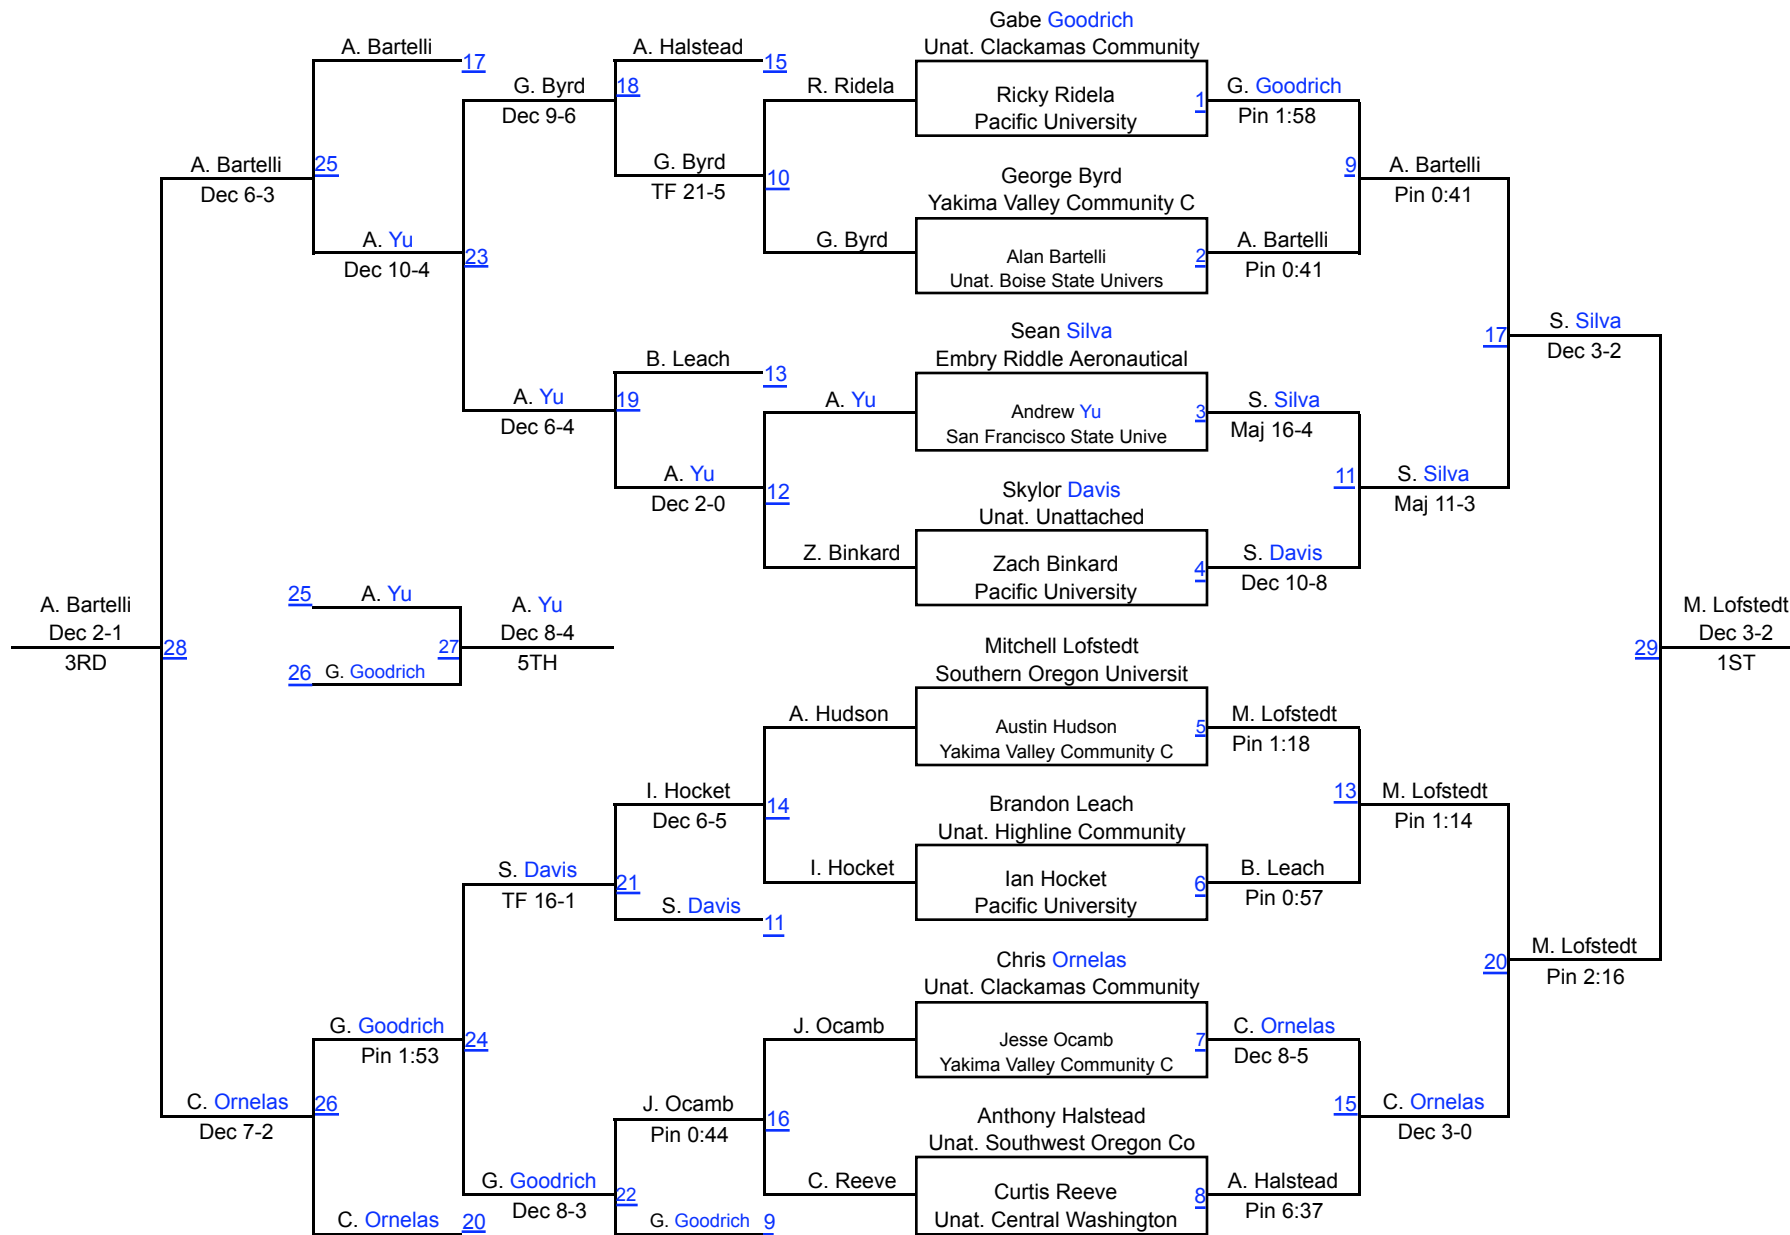 Gabe Goodrich
A. Bartelli
A. Halstead
Unat. Clackamas Community
17
15
G. Byrd
18
R. Ridela
Ricky Ridela
1
G. Goodrich
Dec 9-6
Pacific University
Pin 1:58
A. Bartelli
25
G. Byrd
10
George Byrd
9
A. Bartelli
Dec 6-3
TF 21-5
Yakima Valley Community C
Pin 0:41
A. Yu
23
G. Byrd
Alan Bartelli
2
A. Bartelli
Dec 10-4
Unat. Boise State Univers
Pin 0:41
Sean Silva
17
S. Silva
B. Leach
13
Embry Riddle Aeronautical
Dec 3-2
A. Yu
19
A. Yu
Andrew Yu
3
S. Silva
Dec 6-4
San Francisco State Unive
Maj 16-4
A. Yu
12
Skylor Davis
11
S. Silva
Dec 2-0
Unat. Unattached
Maj 11-3
Z. Binkard
Zach Binkard
4
S. Davis
Pacific University
Dec 10-8
25
A. Yu
A. Yu
A. Bartelli
M. Lofstedt
Dec 2-1
28
27
Dec 8-4
29
Dec 3-2
3RD
26
G. Goodrich
5TH
1ST
Mitchell Lofstedt
Southern Oregon Universit
A. Hudson
Austin Hudson
5
M. Lofstedt
Yakima Valley Community C
Pin 1:18
I. Hocket
14
Brandon Leach
13
M. Lofstedt
Dec 6-5
Unat. Highline Community
Pin 1:14
S. Davis
21
I. Hocket
Ian Hocket
6
B. Leach
TF 16-1
S. Davis
11
Pacific University
Pin 0:57
Chris Ornelas
20
M. Lofstedt
Unat. Clackamas Community
Pin 2:16
G. Goodrich
24
J. Ocamb
Jesse Ocamb
7
C. Ornelas
Pin 1:53
Yakima Valley Community C
Dec 8-5
C. Ornelas
26
J. Ocamb
16
Anthony Halstead
15
C. Ornelas
Dec 7-2
Pin 0:44
Unat. Southwest Oregon Co
Dec 3-0
G. Goodrich
22
C. Reeve
Curtis Reeve
8
A. Halstead
Dec 8-3
Unat. Central Washington
Pin 6:37
C. Ornelas
20
G. Goodrich
9